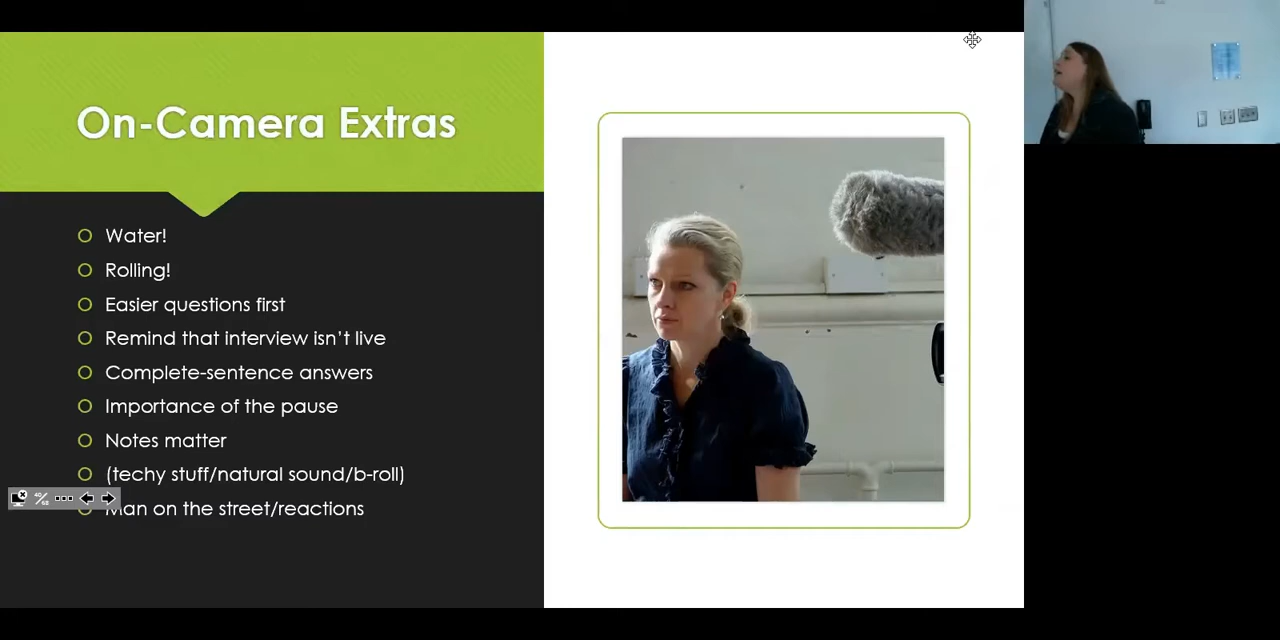 On-Camera Extras
Water!
Rolling!
Easier questions first
Remind that interview isn't live
Complete-sentence answers
Importance of the pause
Notes matter
(techy stuff/natural sound/b-roll)
Man on the street/reactions